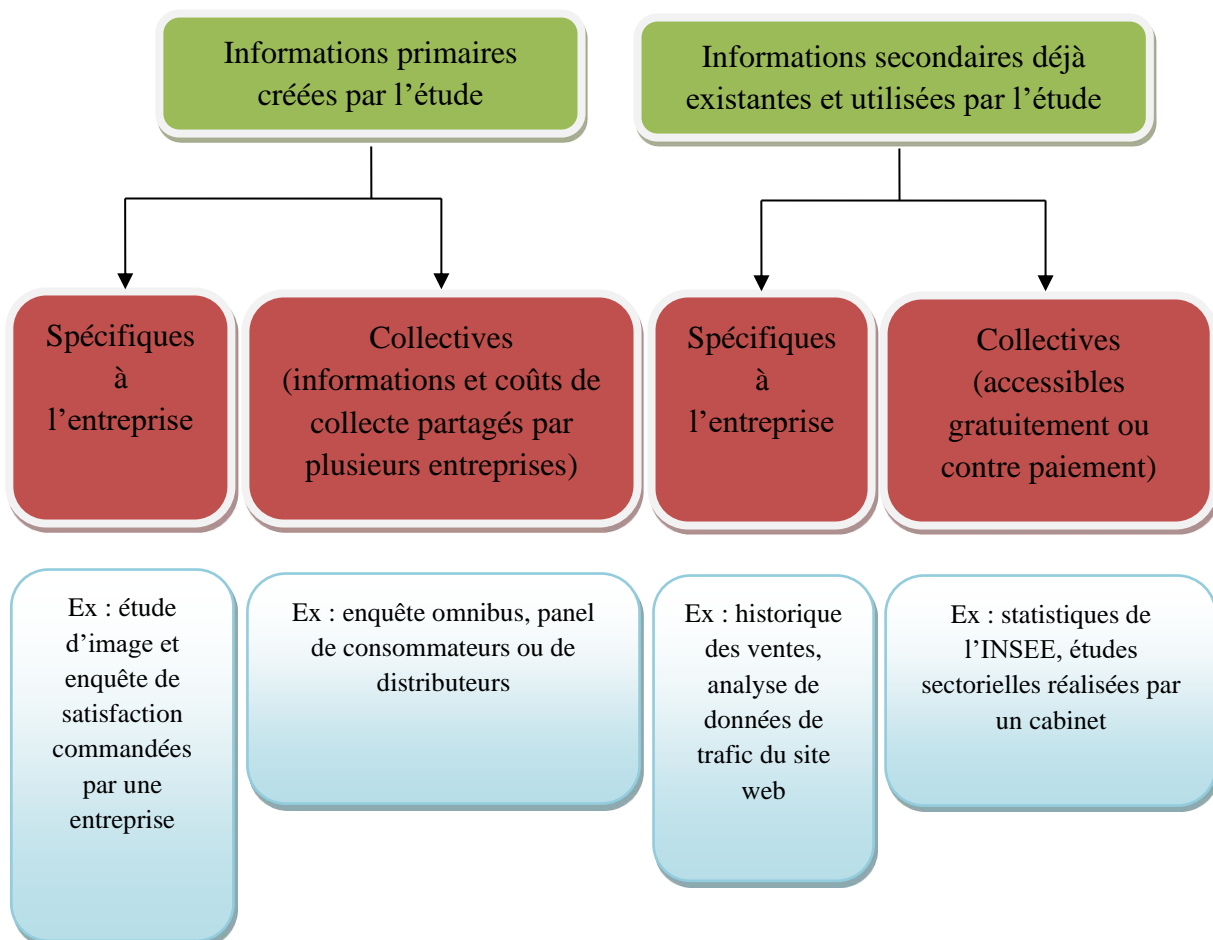 Informations primaires
créées par l’étude
Informations secondaires déjà
existantes et utilisées par l’étude
Spécifiques
à
l’entreprise
Collectives
(informations et coûts de
collecte partagés par
plusieurs entreprises)
Spécifiques
à
l’entreprise
Collectives
(accessibles
gratuitement ou
contre paiement)
Ex : étude
d’image et
enquête de
satisfaction
commandées
par une
entreprise
Ex : enquête omnibus, panel
de consommateurs ou de
distributeurs
Ex : historique
des ventes,
analyse de
données de
trafic du site
web
Ex : statistiques de
l’INSEE, études
sectorielles réalisées par
un cabinet